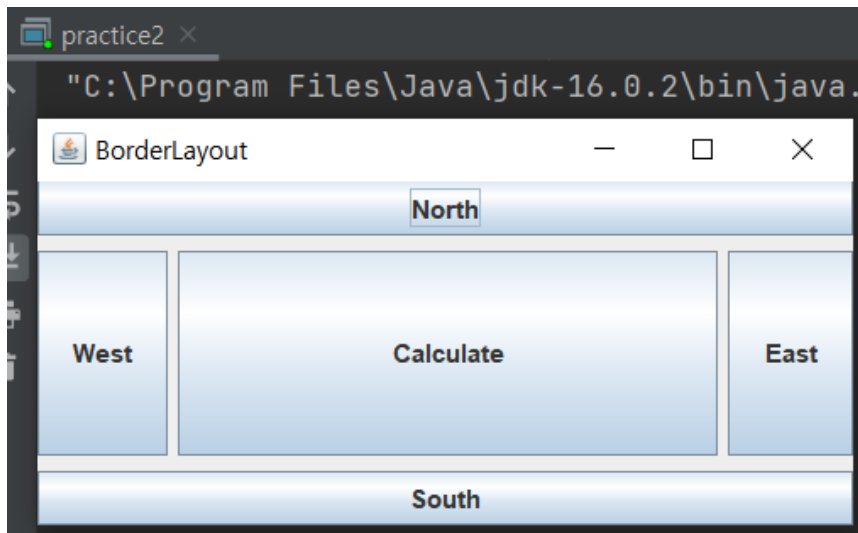 practice2
"C:\Program Files\Java\jdk-16.0.2\bin\java.
BorderLayout
North
West Calculate East
South